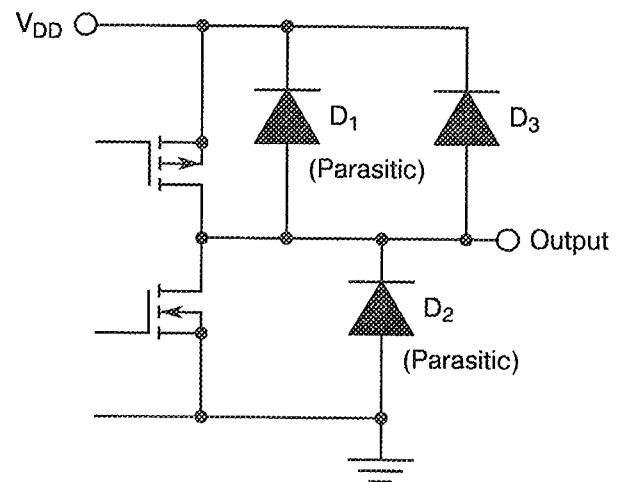 VDD
D1
(Parasitic)
D3
Output
D2
(Parasitic)